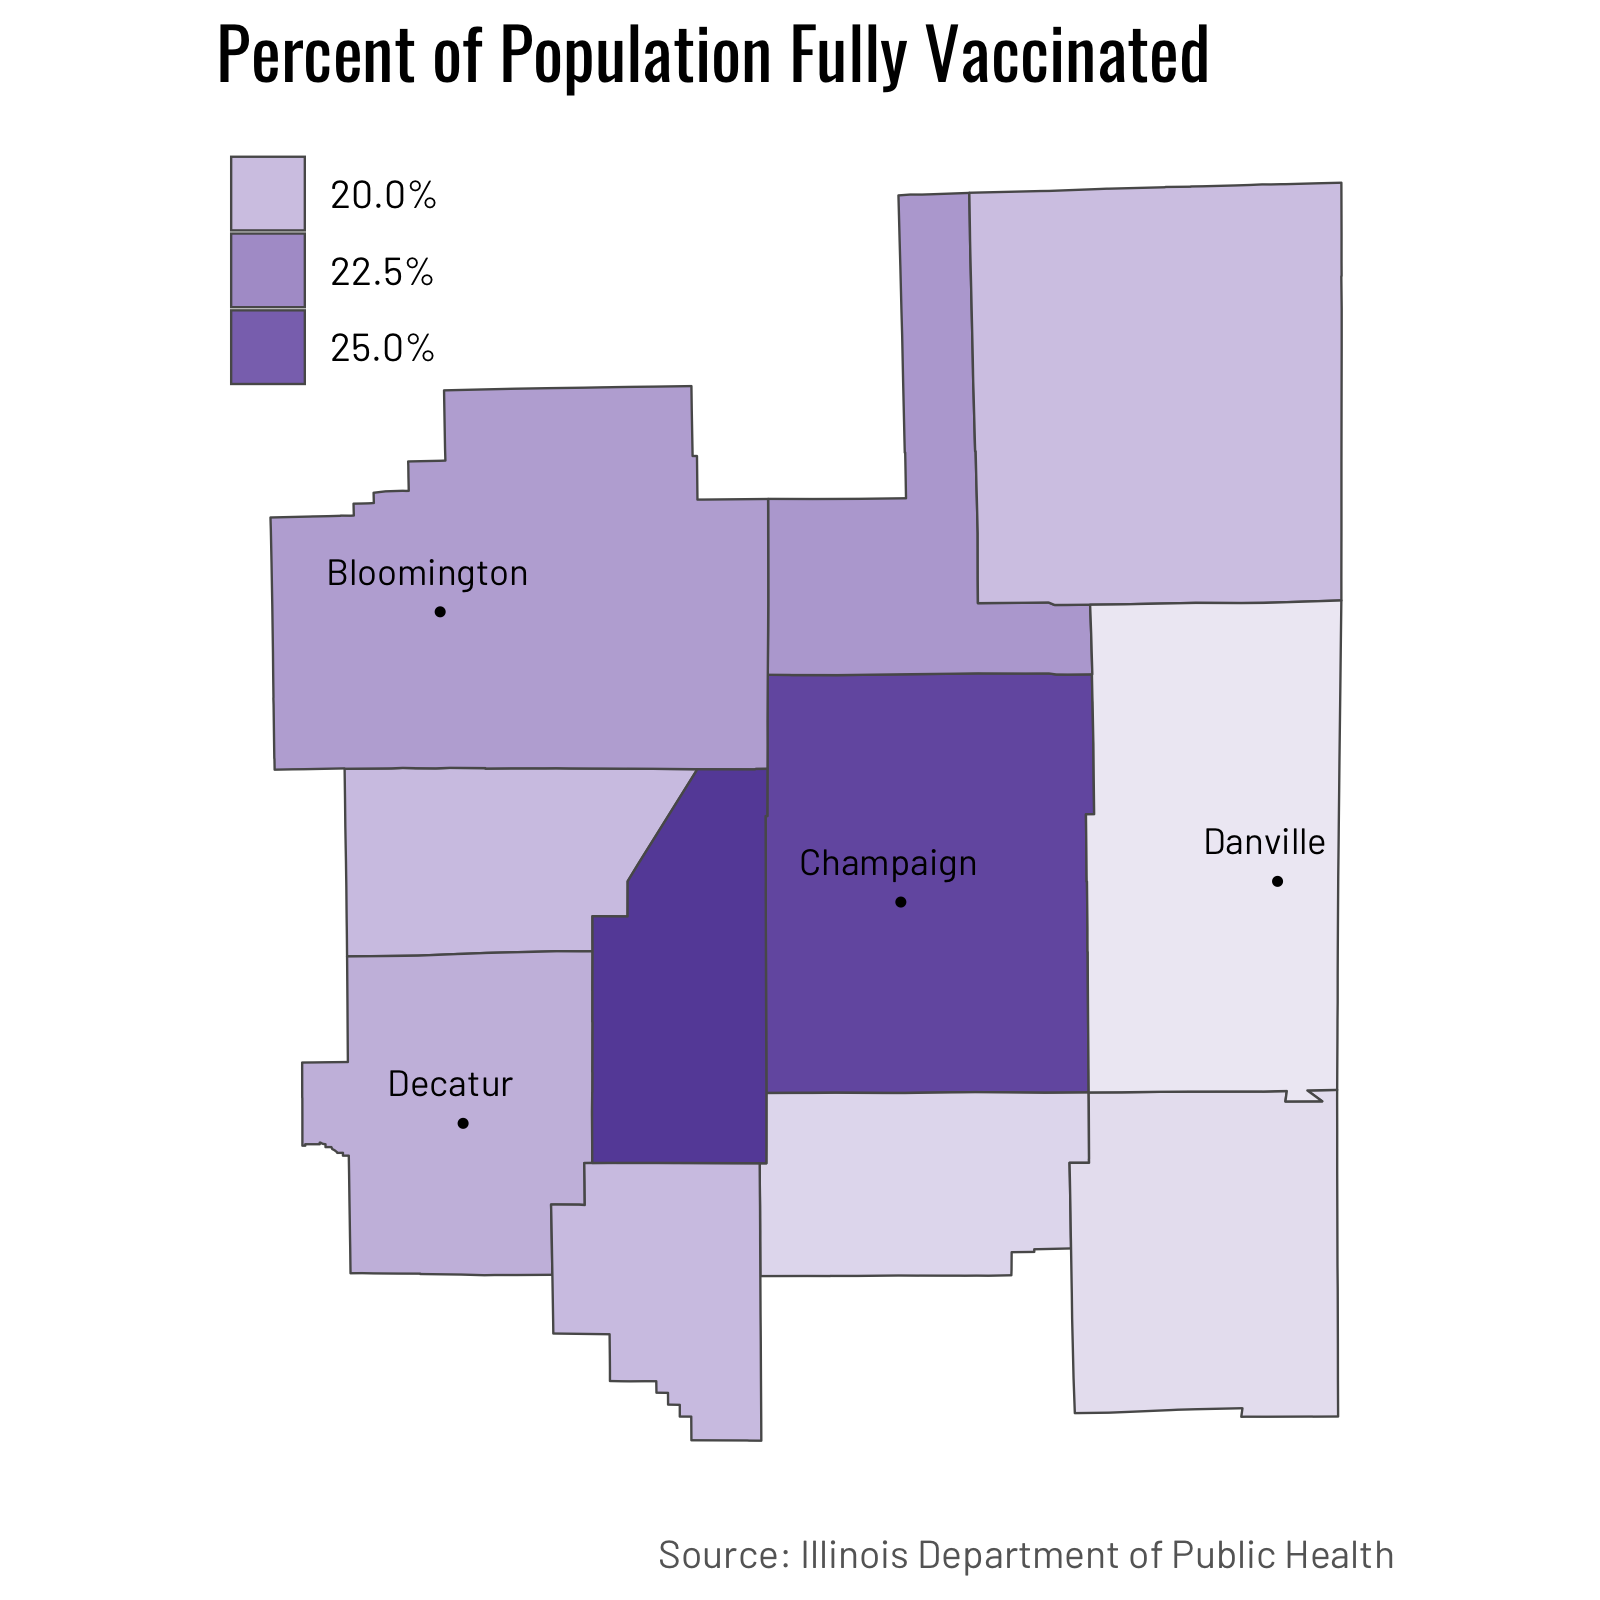 Percent of Population Fully Vaccinated
20.0%
22.5%
25.0%
Bloomington
Danville
Champaign
Decatur
Source: Illinois Department of Public Health